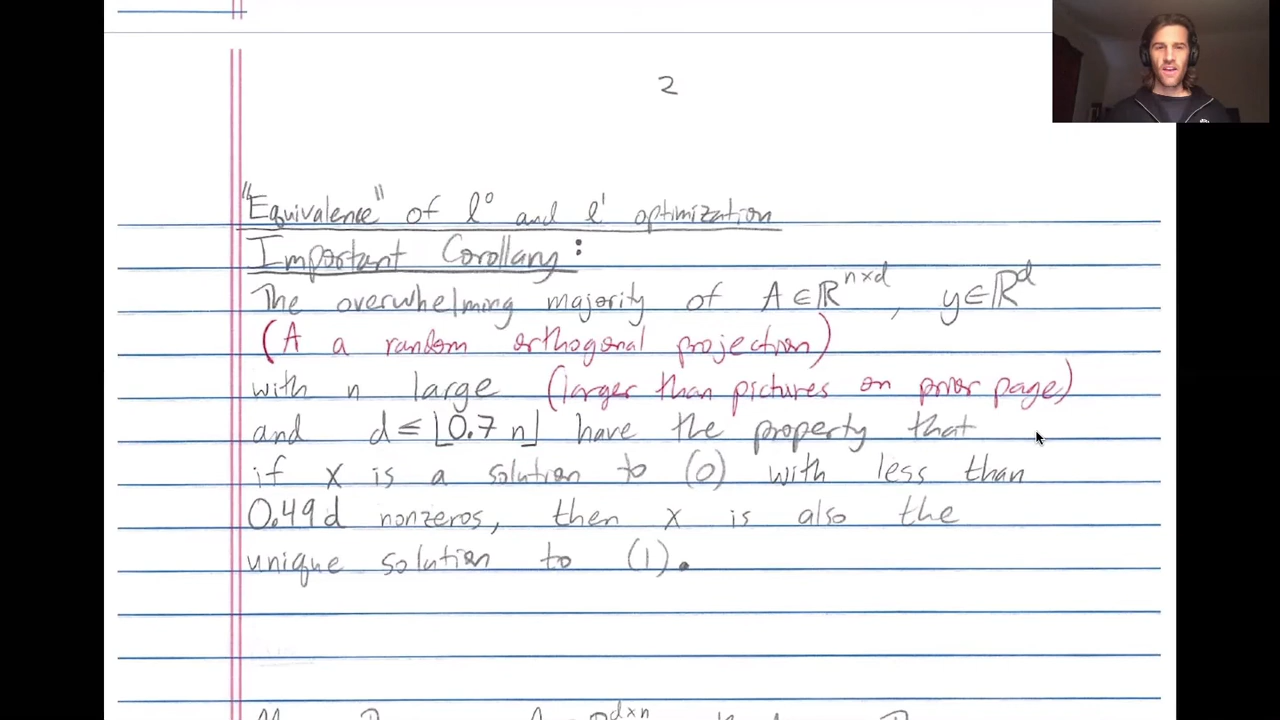 2
"Equivalence" of l⁰ and l¹ optimization
Important Corollary:
The overwhelming majority of A ∈ ℝ^{n×d}, y ∈ ℝ^d
(A a random orthogonal projection)
with n large (larger than pictures on prior page)
and d ≤ ⌊0.7 n⌋ have the property that
if x is a solution to (0) with less than
0.49d nonzeros, then x is also the
unique solution to (1).
d×n